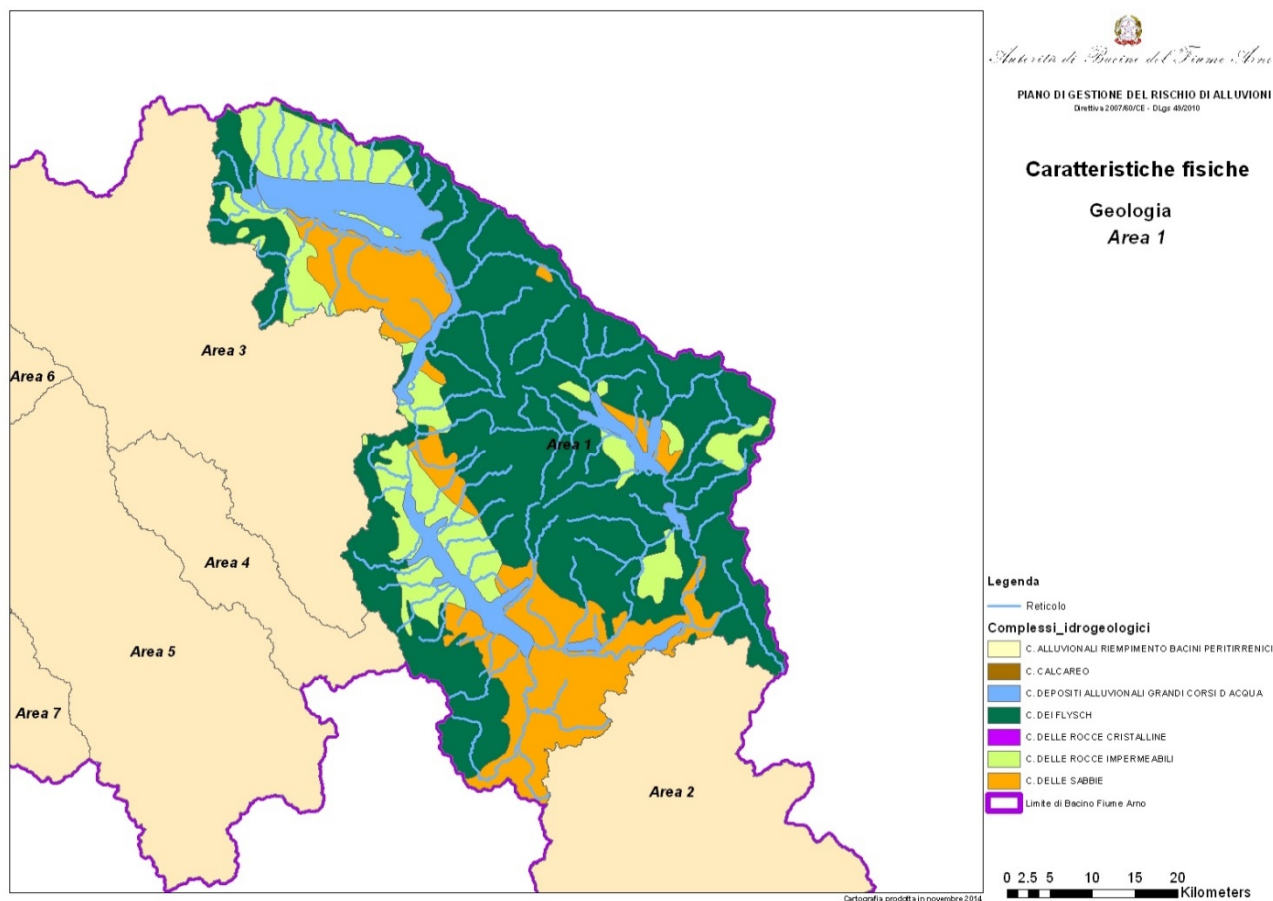 Autorità di Bacino del Fiume Arno
PIANO DI GESTIONE DEL RISCHIO DI ALLUVIONI
Direttiva 2007/60/CE - DLgs 49/2010
Caratteristiche fisiche
Geologia
Area 1
Area 3
Area 6
Area 1
Area 4
Area 5
Area 7
Area 2
Legenda
Reticolo
Complessi_idrogeologici
C. ALLUVIONALI RIEMPIMENTO BACINI PERITIRRENICI
C. CALCAREO
C. DEPOSITI ALLUVIONALI GRANDI CORSI D ACQUA
C. DEI FLYSCH
C. DELLE ROCCE CRISTALLINE
C. DELLE ROCCE IMPERMEABILI
C. DELLE SABBIE
Limite di Bacino Fiume Arno
0 2.5 5 10 15 20
Kilometers
Cartografia prodotta in novembre 2014